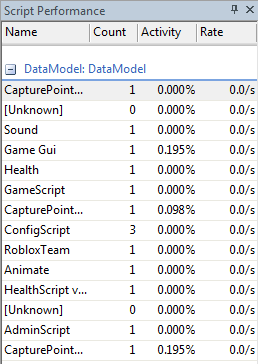 Script Performance
Name Count Activity Rate
DataModel: DataModel
CapturePoint... 1 0.000% 0.0/s
[Unknown] 0 0.000% 0.0/s
Sound 1 0.000% 0.0/s
Game Gui 1 0.195% 0.0/s
Health 1 0.000% 0.0/s
GameScript 1 0.000% 0.0/s
CapturePoint... 1 0.098% 0.0/s
ConfigScript 3 0.000% 0.0/s
RobloxTeam 1 0.000% 0.0/s
Animate 1 0.000% 0.0/s
HealthScript v... 1 0.000% 0.0/s
[Unknown] 0 0.000% 0.0/s
AdminScript 1 0.000% 0.0/s
CapturePoint... 1 0.195% 0.0/s